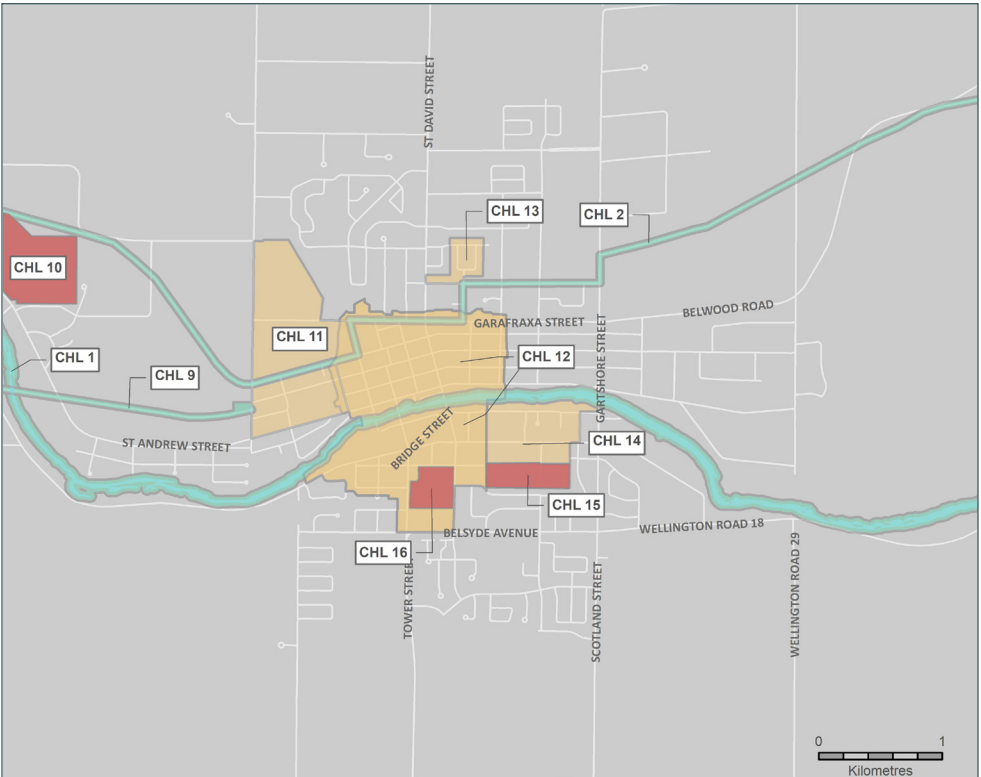 ST DAVID STREET
CHL 13
CHL 2
CHL 10
BELWOOD ROAD
GARAFRAXA STREET
CHL 11
GARTSHORE STREET
CHL 1
CHL 12
CHL 9
BRIDGE STREET
ST ANDREW STREET
CHL 14
CHL 15
WELLINGTON ROAD 18
BELSYDE AVENUE
CHL 16
TOWER STREET
SCOTLAND STREET
WELLINGTON ROAD 29
0 1
Kilometres